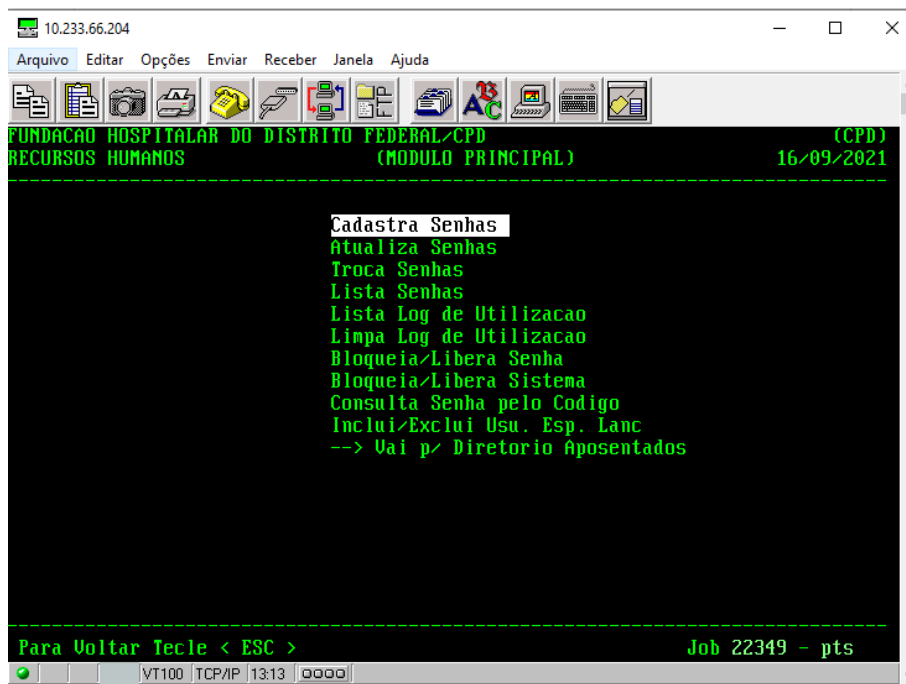 10.233.66.204
Arquivo Editar Opções Enviar Receber Janela Ajuda
FUNDACAO HOSPITALAR DO DISTRITO FEDERAL/CPD (CPD)
RECURSOS HUMANOS (MODULO PRINCIPAL) 16/09/2021
Cadastra Senhas
Atualiza Senhas
Troca Senhas
Lista Senhas
Lista Log de Utilizacao
Limpa Log de Utilizacao
Bloqueia/Libera Senha
Bloqueia/Libera Sistema
Consulta Senha pelo Codigo
Inclui/Exclui Usu. Esp. Lanc
--> Vai p/ Diretorio Aposentados
Para Voltar Tecle < ESC > Job 22349 - pts
VT100 TCP/IP 13:13